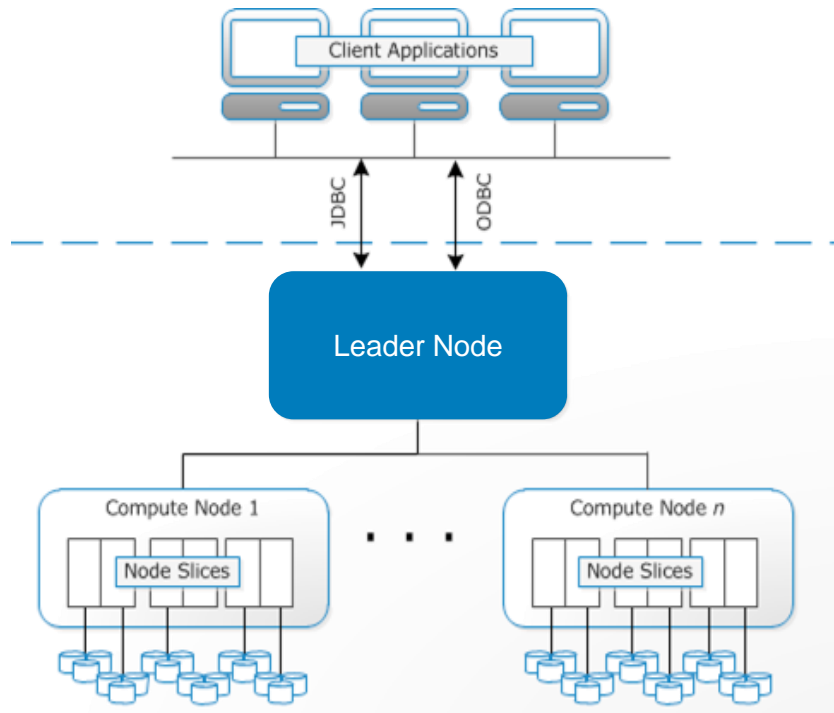 Client Applications
JDBC
ODBC
Leader Node
Compute Node 1
Compute Node n
Node Slices
Node Slices